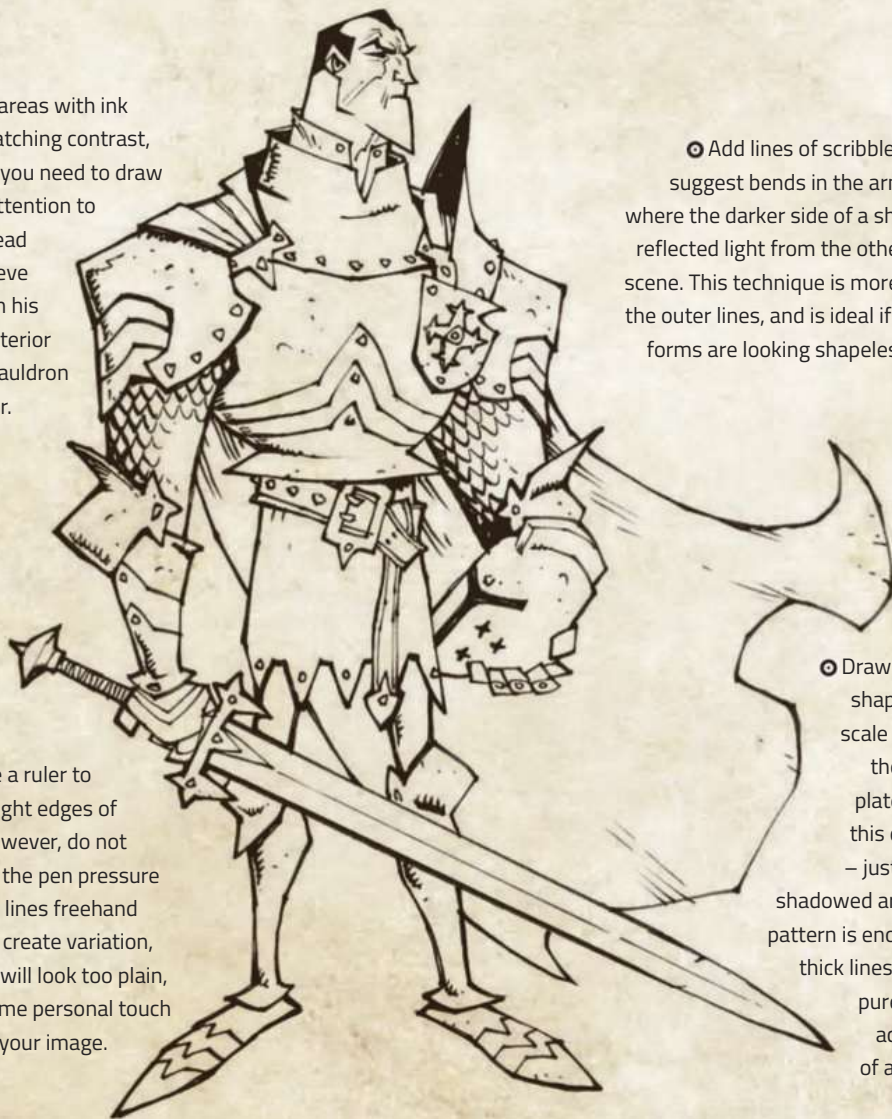 areas with ink
atching contrast,
you need to draw
ttention to
ead
eve
n his
terior
auldron
r.
Add lines of scribble
suggest bends in the arn
where the darker side of a sh
reflected light from the othe
scene. This technique is more
the outer lines, and is ideal if
forms are looking shapeles
Draw
shap
scale
the
plate
this
– just
shadowed ar
pattern is enc
thick lines
pure
ac
of a
e a ruler to
ght edges of
wever, do not
the pen pressure
lines freehand
create variation,
will look too plain,
me personal touch
your image.